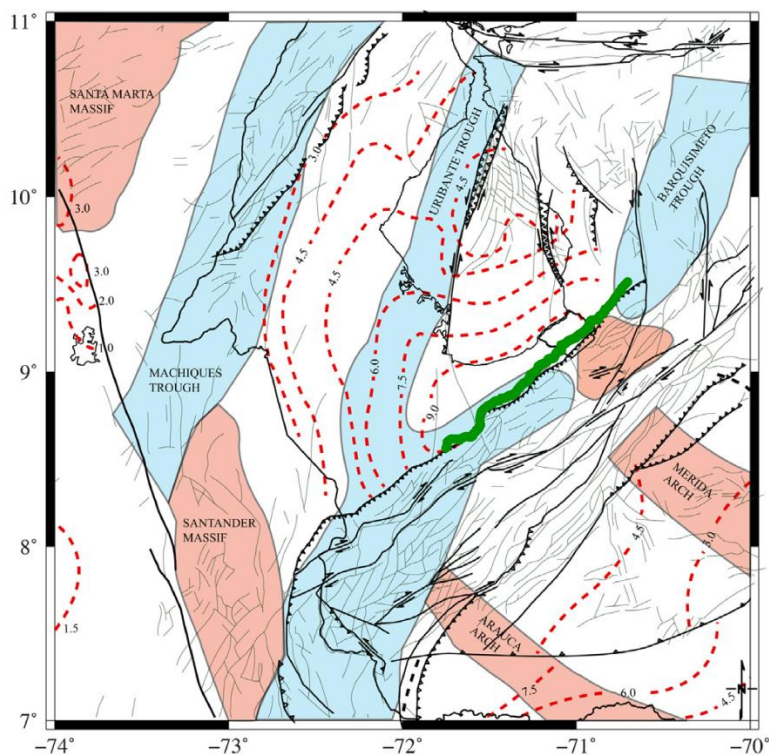 11°
SANTA MARTA
MASSIF
3.0
URIBANTE TROUGH
4.5
BARQUISIMETO
TROUGH
10°
3.0
4.5
4.5
3.0
2.0
1.0
9°
MACHIQUES
TROUGH
6.0
7.5
9.0
SANTANDER
MASSIF
MERIDA
ARCH
8°
4.5
3.0
1.5
ARAUCA
ARCH
7.5
6.0
4.5
N
7°
−74°
−73°
−72°
−71°
−70°